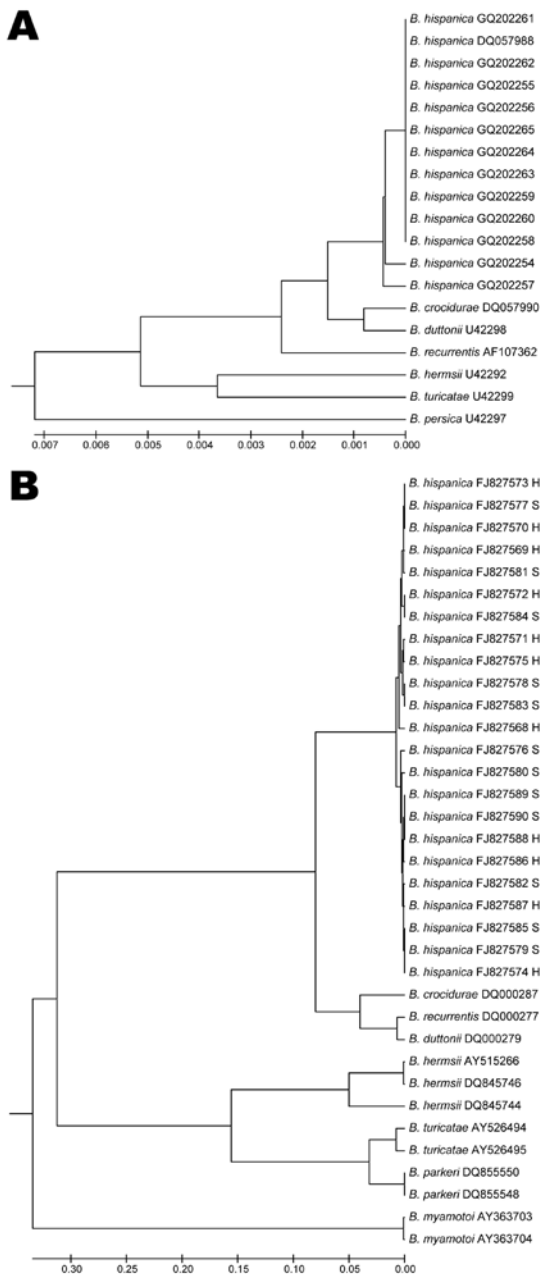 A
B. hispanica GQ202261
B. hispanica DQ057988
B. hispanica GQ202262
B. hispanica GQ202255
B. hispanica GQ202256
B. hispanica GQ202265
B. hispanica GQ202264
B. hispanica GQ202263
B. hispanica GQ202259
B. hispanica GQ202260
B. hispanica GQ202258
B. hispanica GQ202254
B. hispanica GQ202257
B. crocidurae DQ057990
B. duttonii U42298
B. recurrentis AF107362
B. hermsii U42292
B. turicatae U42299
B. persica U42297
0.007 0.006 0.005 0.004 0.003 0.002 0.001 0.000
B
B. hispanica FJ827573 H
B. hispanica FJ827577 S
B. hispanica FJ827570 H
B. hispanica FJ827569 H
B. hispanica FJ827581 S
B. hispanica FJ827572 H
B. hispanica FJ827584 S
B. hispanica FJ827571 H
B. hispanica FJ827575 H
B. hispanica FJ827578 S
B. hispanica FJ827583 S
B. hispanica FJ827568 H
B. hispanica FJ827576 S
B. hispanica FJ827580 S
B. hispanica FJ827589 S
B. hispanica FJ827590 S
B. hispanica FJ827588 H
B. hispanica FJ827586 H
B. hispanica FJ827582 S
B. hispanica FJ827587 H
B. hispanica FJ827585 S
B. hispanica FJ827579 S
B. hispanica FJ827574 H
B. crocidurae DQ000287
B. recurrentis DQ000277
B. duttonii DQ000279
B. hermsii AY515266
B. hermsii DQ845746
B. hermsii DQ845744
B. turicatae AY526494
B. turicatae AY526495
B. parkeri DQ855550
B. parkeri DQ855548
B. myamotoi AY363703
B. myamotoi AY363704
0.30 0.25 0.20 0.15 0.10 0.05 0.00